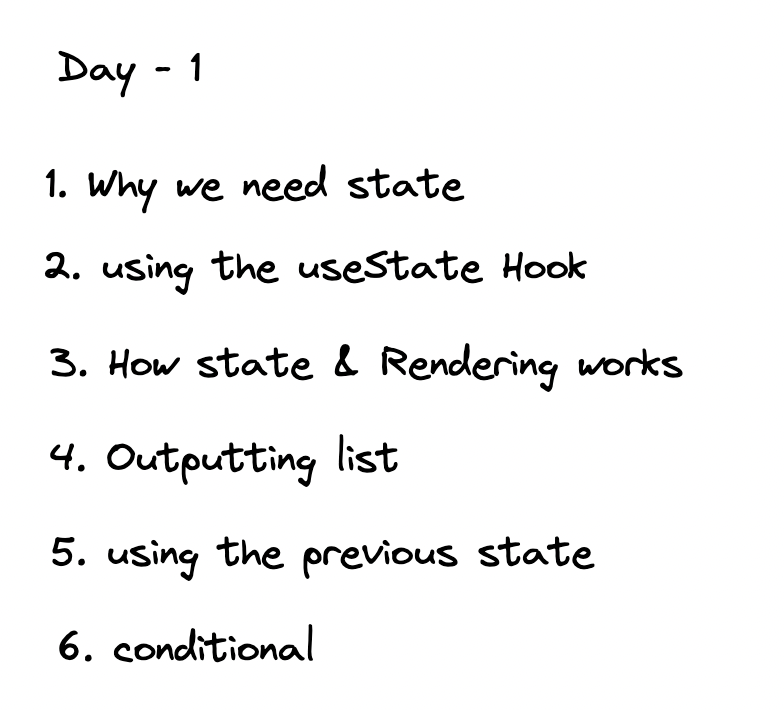 Day - 1
1. Why we need state
2. using the useState Hook
3. How state & Rendering works
4. Outputting list
5. using the previous state
6. conditional